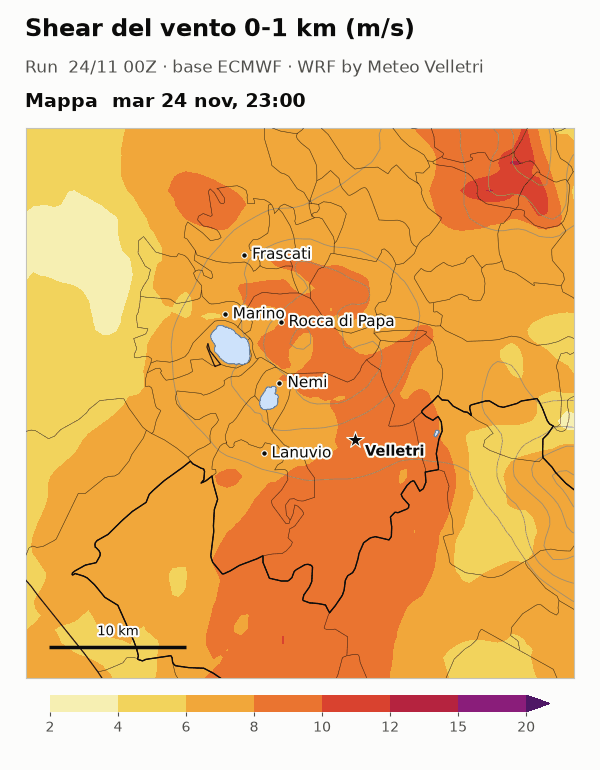 Shear del vento 0-1 km (m/s)
Run  24/11 00Z · base ECMWF · WRF by Meteo Velletri
Mappa  mar 24 nov, 23:00
Frascati
Marino
Rocca di Papa
Nemi
Velletri
Lanuvio
10 km
2 4 6 8 10 12 15 20